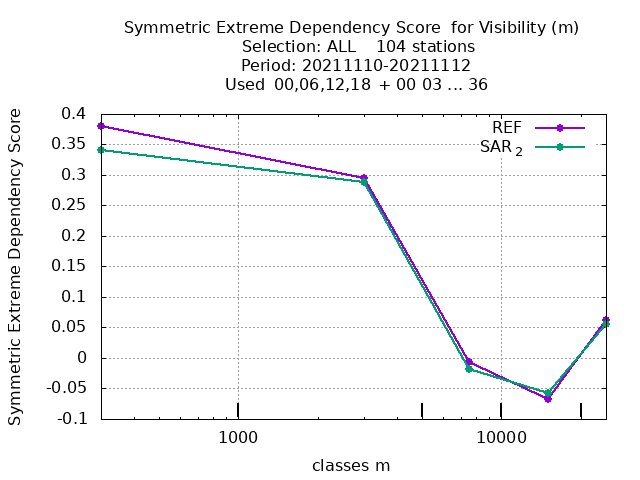 Symmetric Extreme Dependency Score  for Visibility (m)
Selection: ALL    104 stations
Period: 20211110-20211112
Used  00,06,12,18  + 00 03 ... 36
Symmetric Extreme Dependency Score
0.4
0.35
0.3
0.25
0.2
0.15
0.1
0.05
0
-0.05
-0.1
REF
SAR 2
1000
10000
classes m